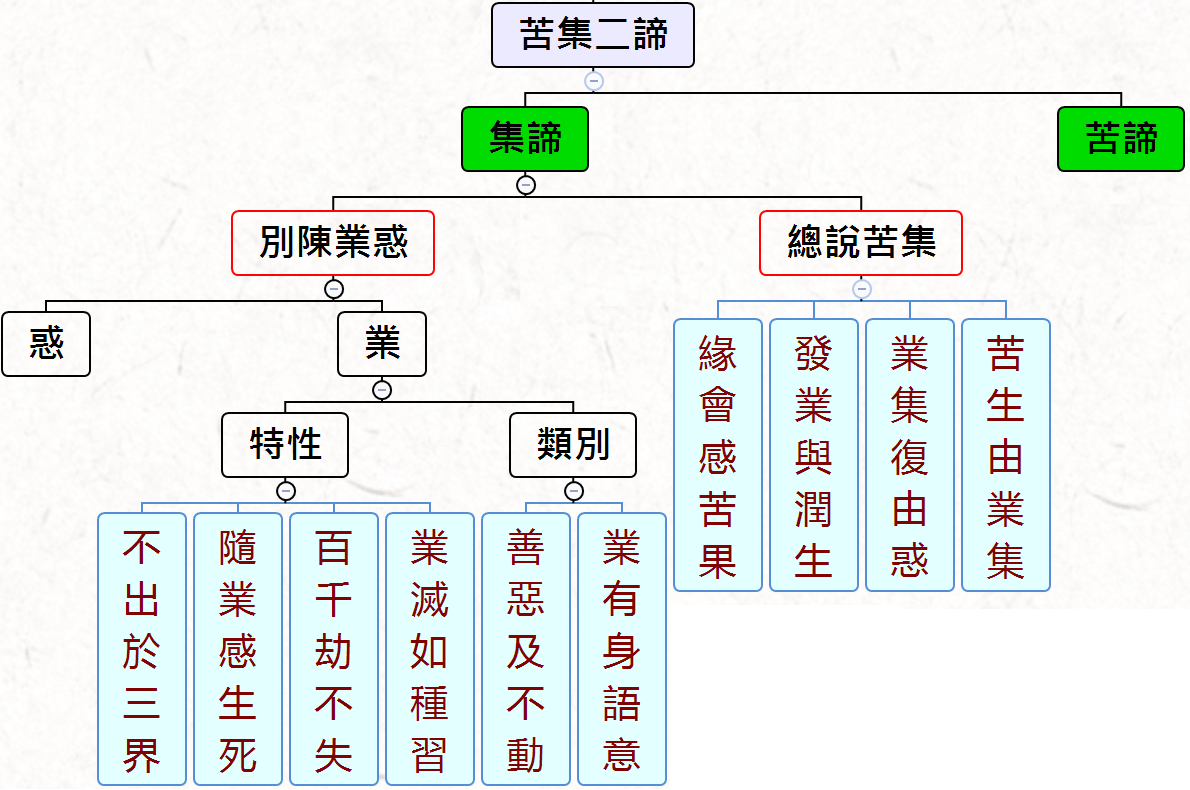 苦集二諦
集諦
苦諦
別陳業惑
總說苦集
惑
業
特性
類別
緣會感苦果
發業與潤生
業集復由惑
苦生由業集
不出於三界
隨業感生死
百千劫不失
業滅如種習
善惡及不動
業有身語意